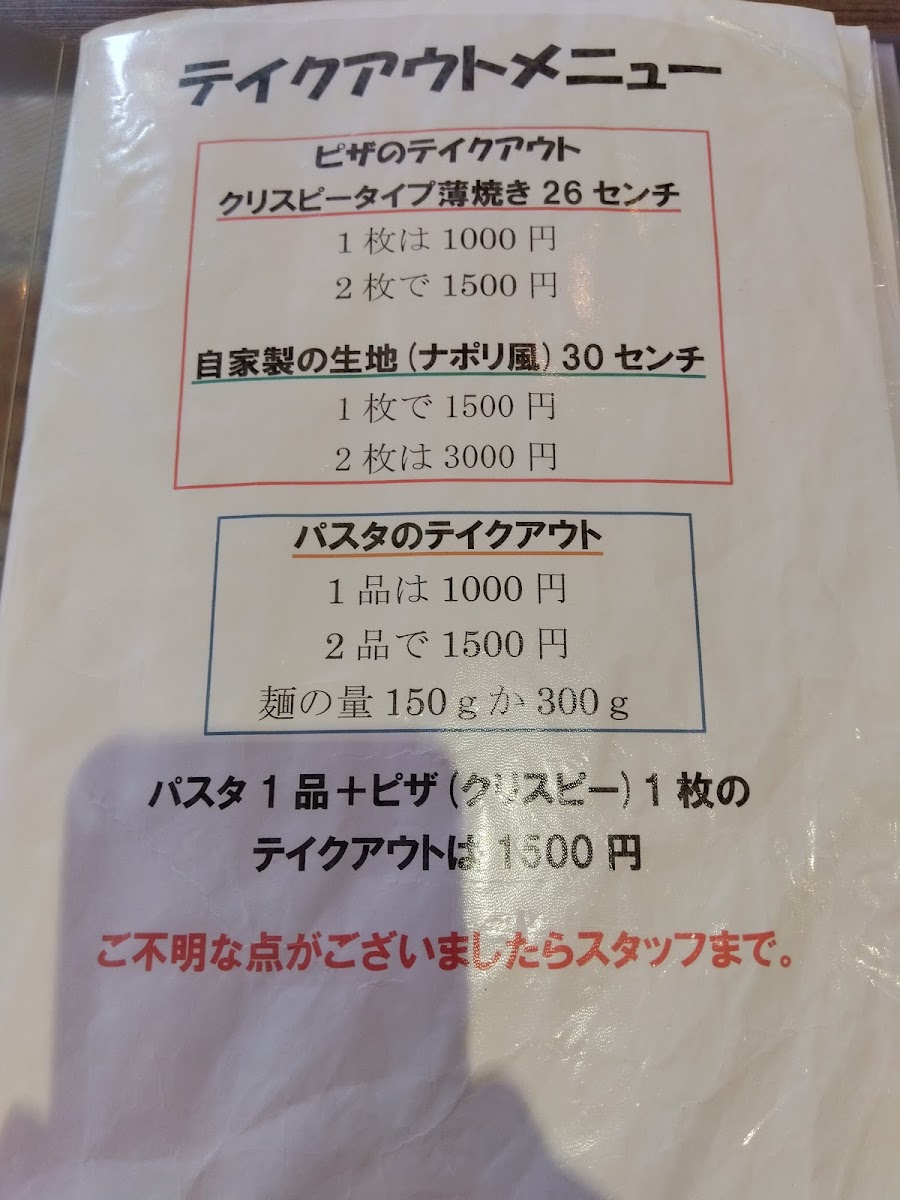 テイクアウトメニュー
ピザのテイクアウト
クリスピータイプ薄焼き 26 センチ
1 枚は 1000 円
2 枚で 1500 円
自家製の生地 (ナポリ風) 30 センチ
1 枚で 1500 円
2 枚は 3000 円
パスタのテイクアウト
1 品は 1000 円
2 品で 1500 円
麺の量 150g か 300g
パスタ 1 品＋ピザ (クリスピー) 1 枚の
テイクアウトは 1500 円
ご不明な点がございましたらスタッフまで。